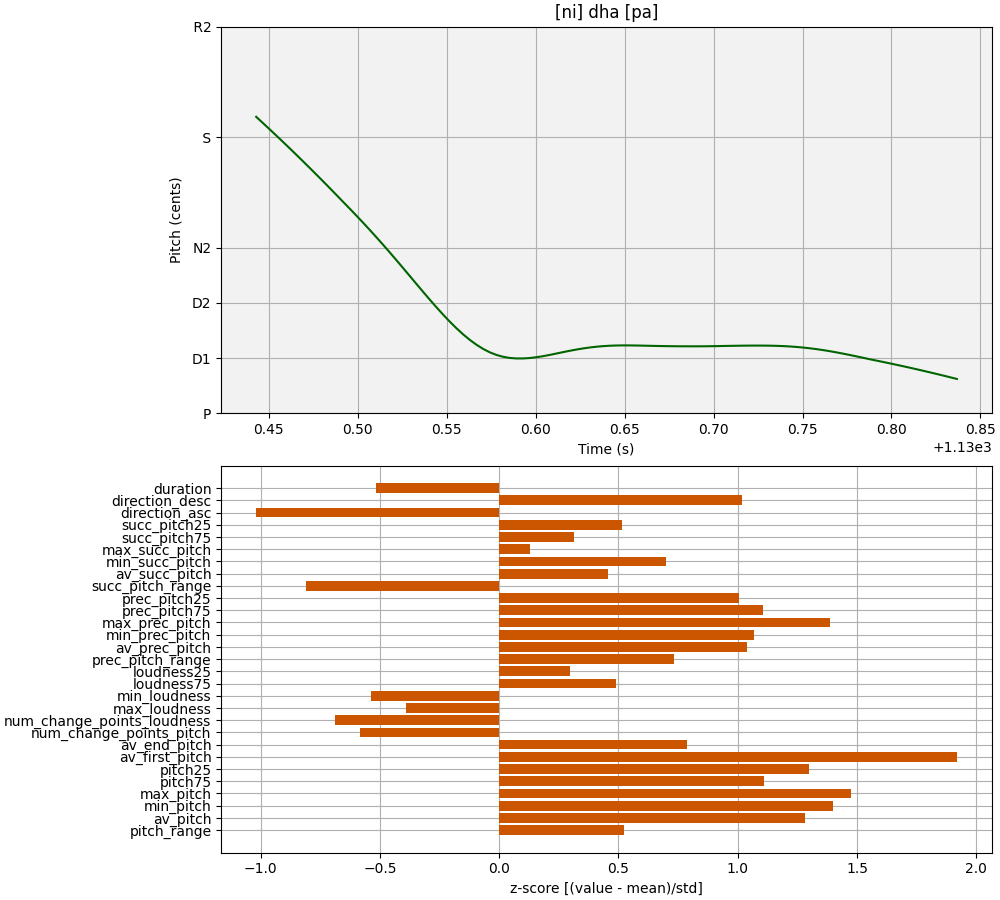 [ni] dha [pa]
R2
S
N2
D2
D1
P
Pitch (cents)
0.45 0.50 0.55 0.60 0.65 0.70 0.75 0.80 0.85
Time (s)
+1.13e3
duration
direction_desc
direction_asc
succ_pitch25
succ_pitch75
max_succ_pitch
min_succ_pitch
av_succ_pitch
succ_pitch_range
prec_pitch25
prec_pitch75
max_prec_pitch
min_prec_pitch
av_prec_pitch
prec_pitch_range
loudness25
loudness75
min_loudness
max_loudness
num_change_points_loudness
num_change_points_pitch
av_end_pitch
av_first_pitch
pitch25
pitch75
max_pitch
min_pitch
av_pitch
pitch_range
−1.0 −0.5 0.0 0.5 1.0 1.5 2.0
z-score [(value - mean)/std]